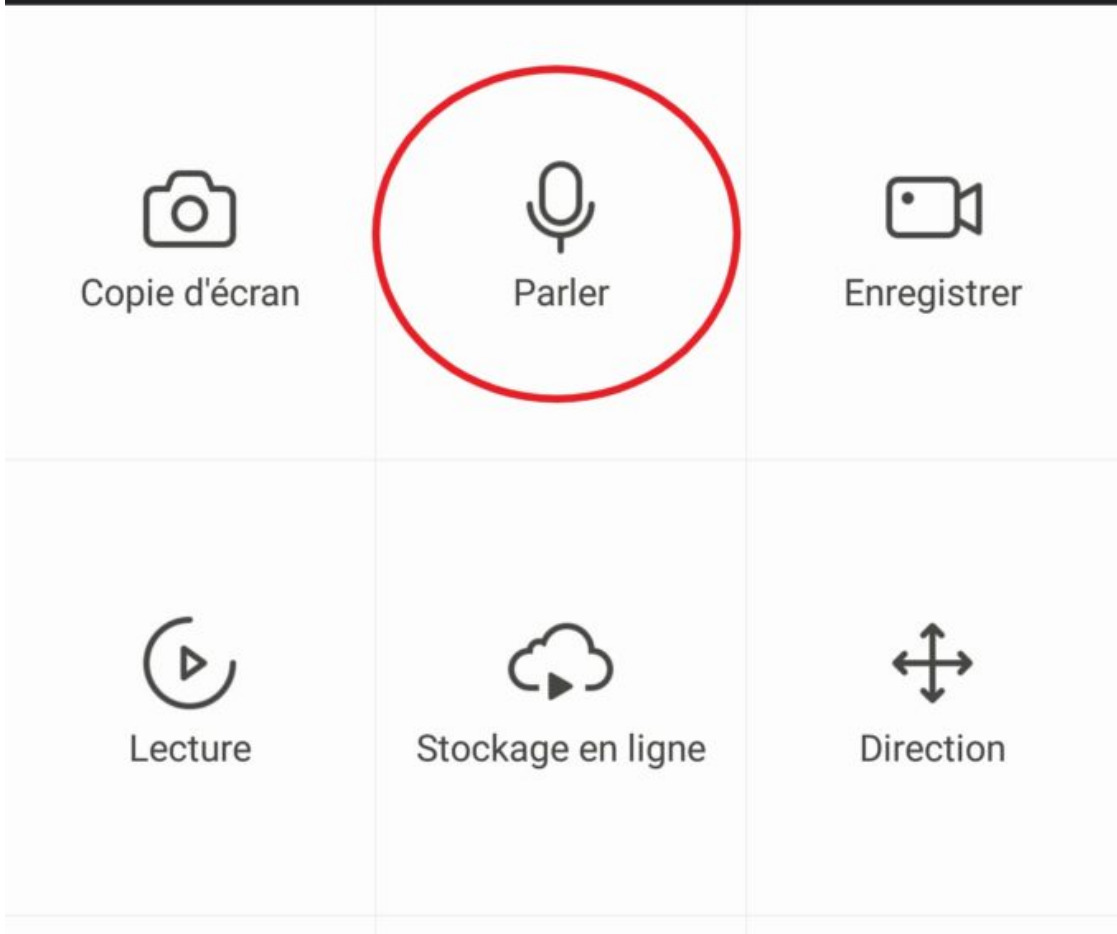 Copie d'écran
Parler
Enregistrer
Lecture
Stockage en ligne
Direction